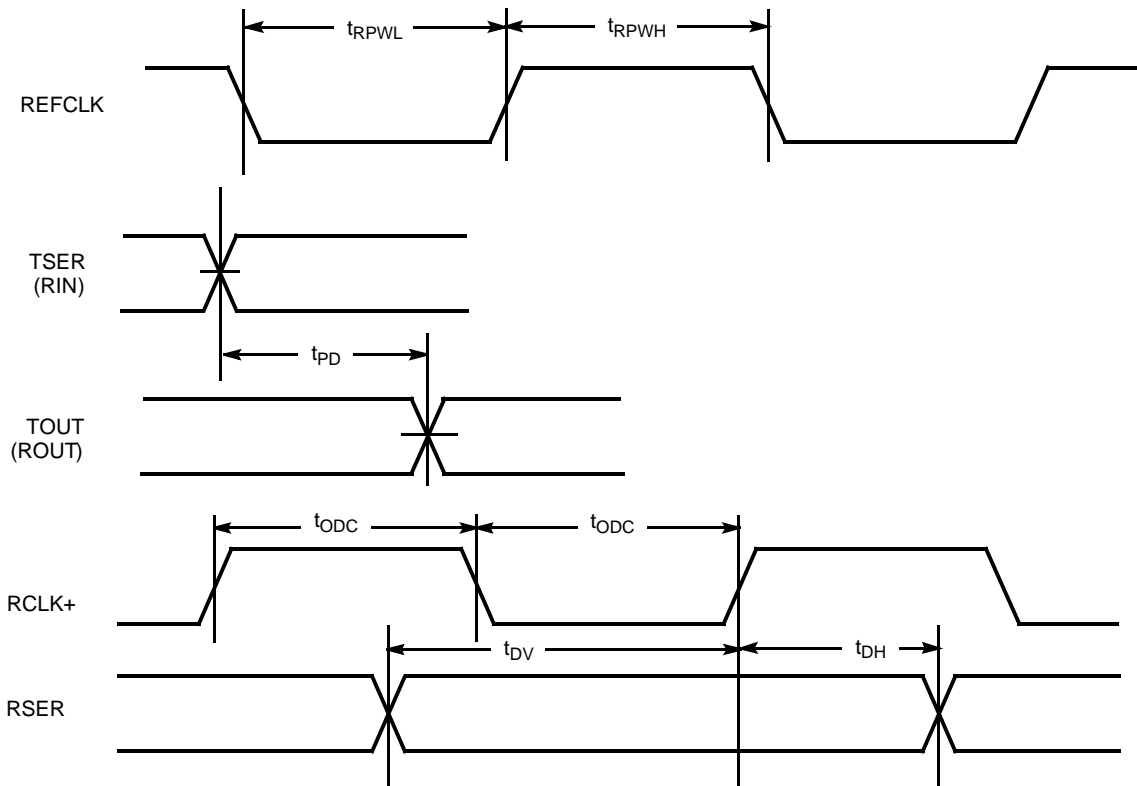 tRPWL
tRPWH
REFCLK
TSER
(RIN)
tPD
TOUT
(ROUT)
tODC
tODC
RCLK+
tDV
tDH
RSER